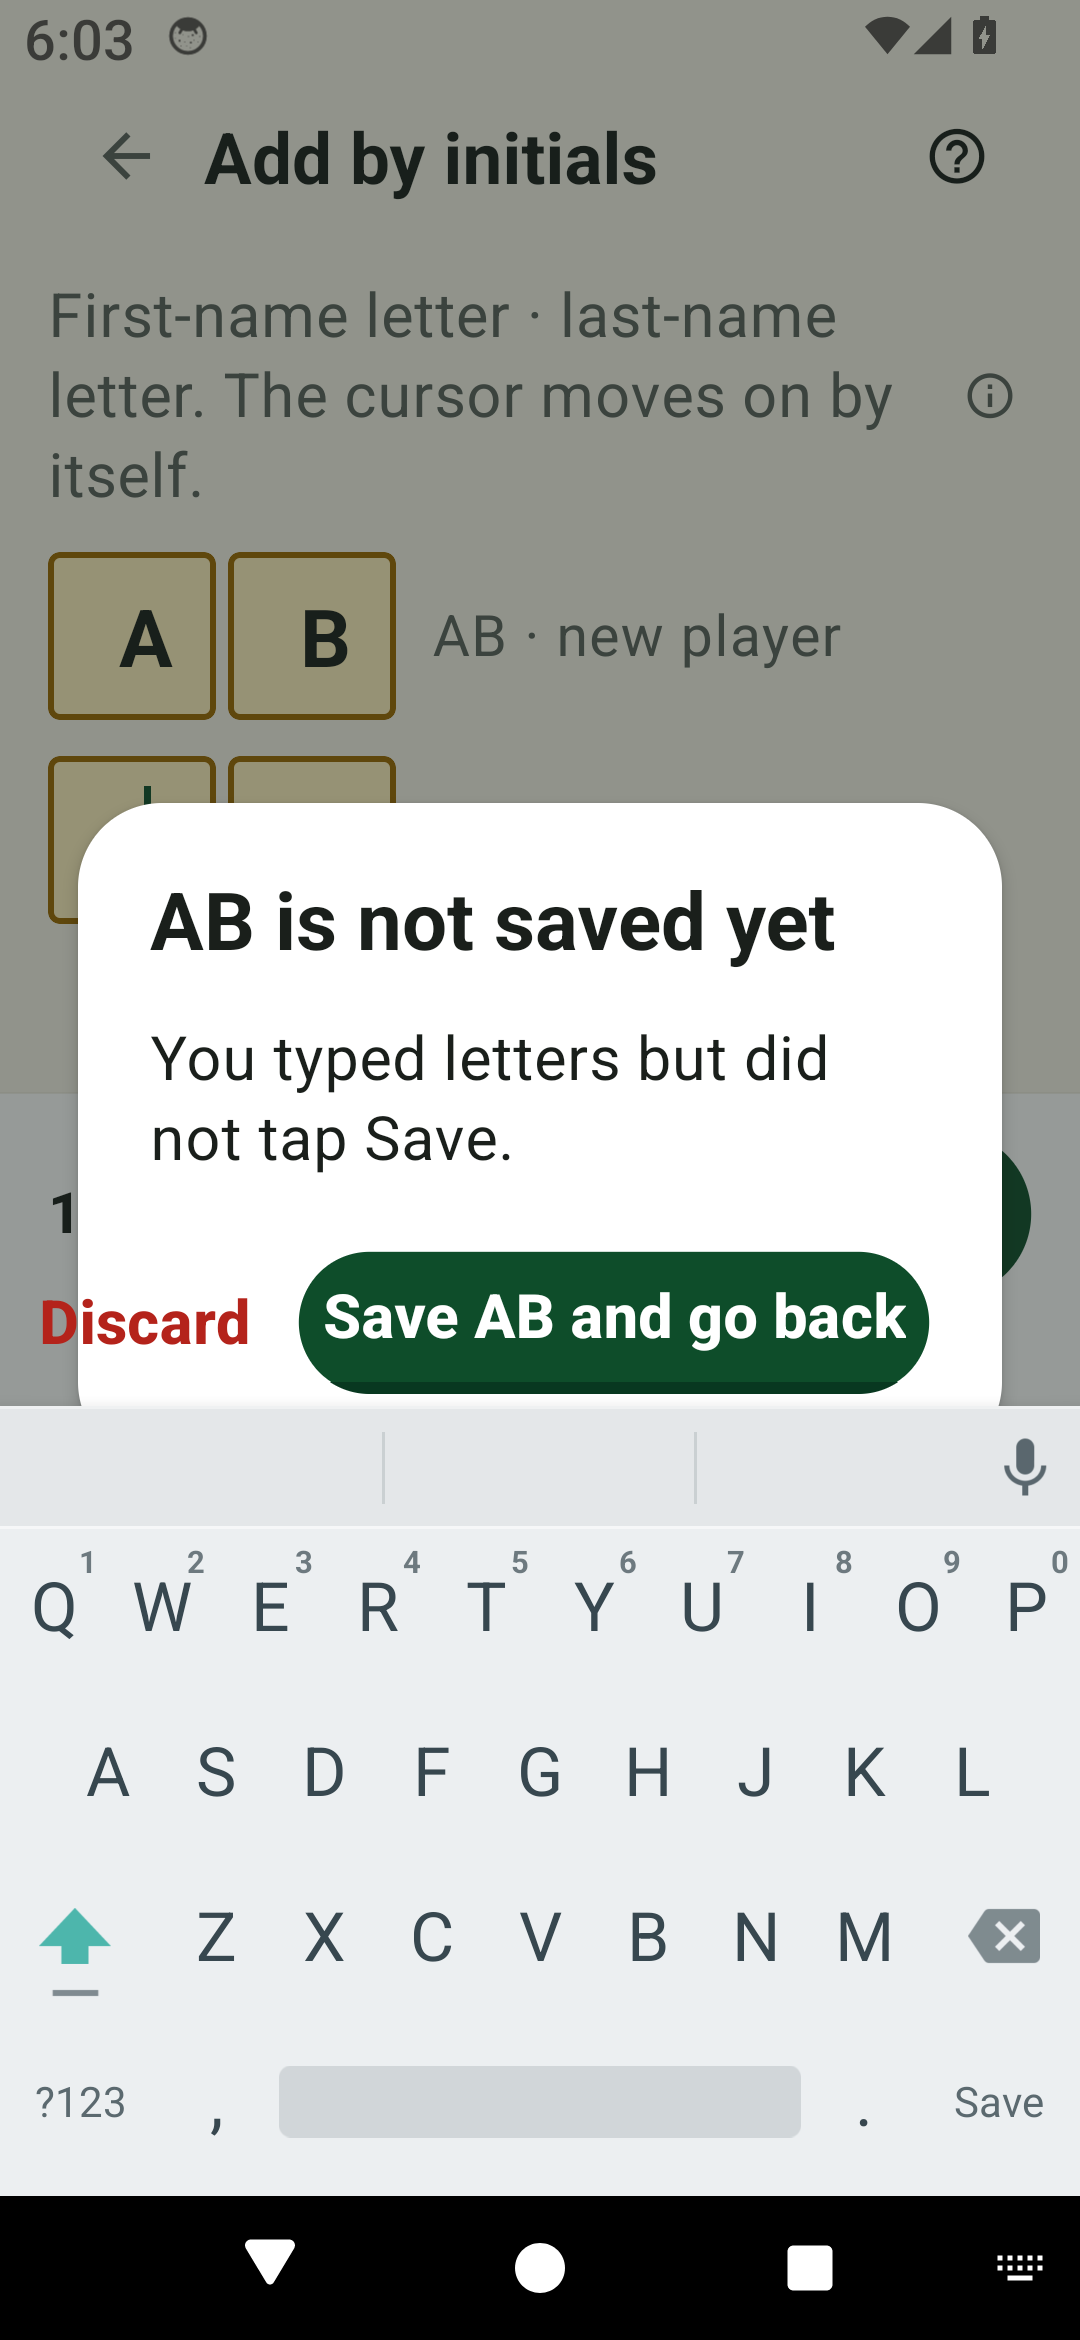 6:03
Add by initials
First-name letter · last-name
letter. The cursor moves on by
itself.
A B AB · new player
AB is not saved yet
You typed letters but did
not tap Save.
1
Discard Save AB and go back
1 2 3 4 5 6 7 8 9 0
Q W E R T Y U I O P
A S D F G H J K L
Z X C V B N M
?123 , . Save